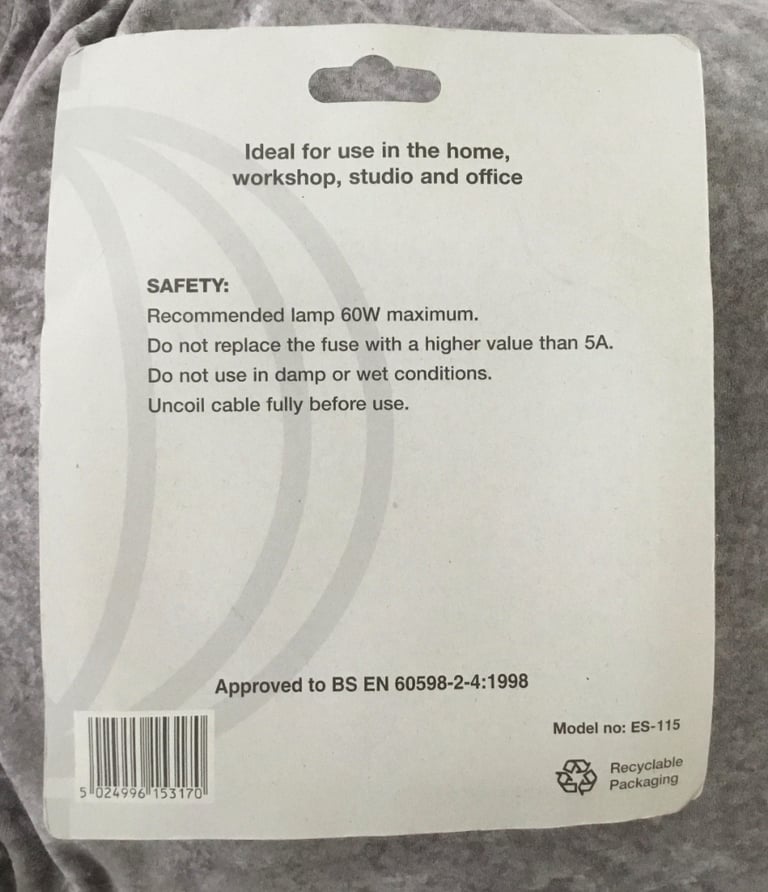 Ideal for use in the home,
workshop, studio and office
SAFETY:
Recommended lamp 60W maximum.
Do not replace the fuse with a higher value than 5A.
Do not use in damp or wet conditions.
Uncoil cable fully before use.
Approved to BS EN 60598-2-4:1998
Model no: ES-115
Recyclable
Packaging
5 024996 153170